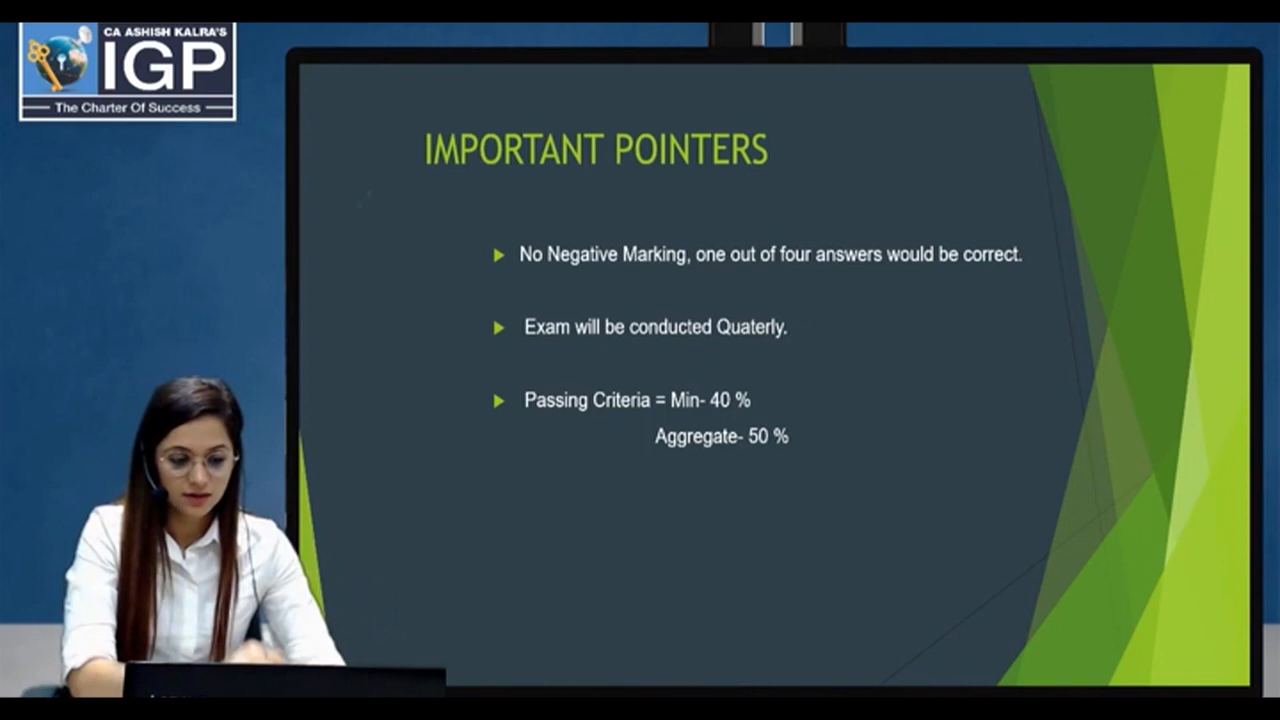 CA ASHISH KALRA'S
IGP
The Charter Of Success
IMPORTANT POINTERS
No Negative Marking, one out of four answers would be correct.
Exam will be conducted Quaterly.
Passing Criteria = Min- 40 %
Aggregate- 50 %